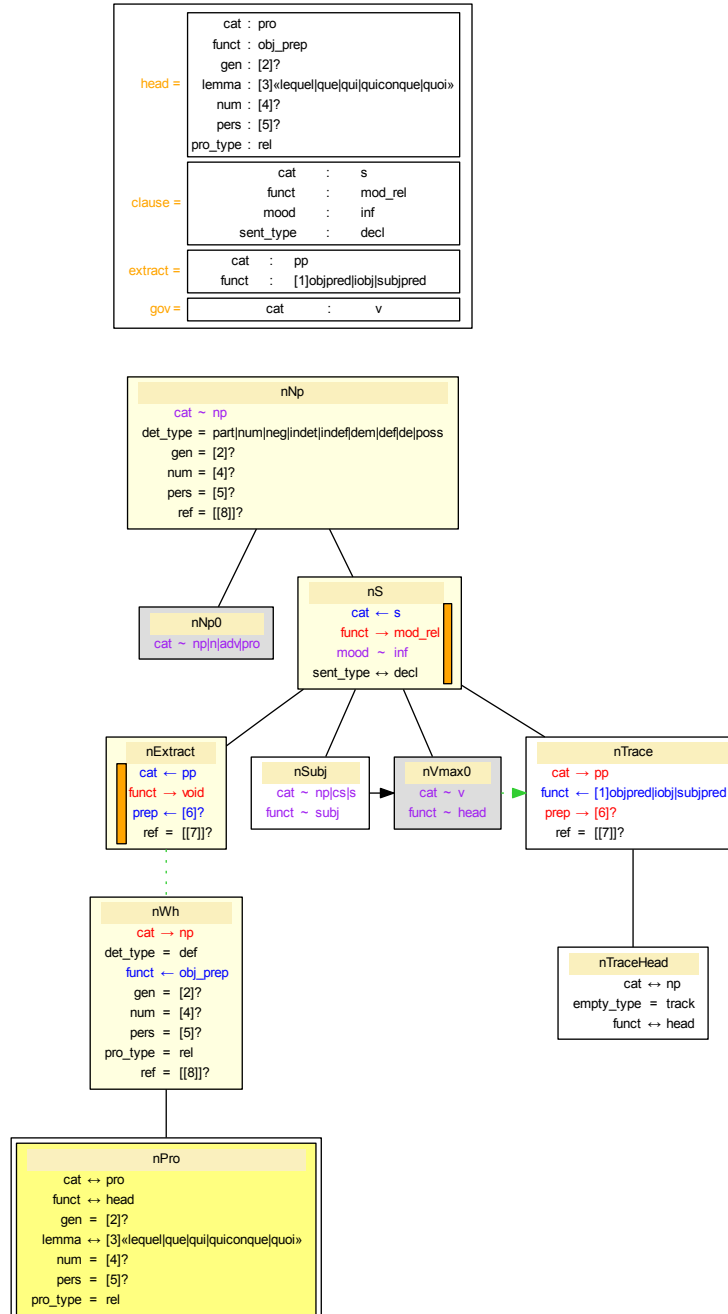 head =
cat : pro
funct : obj_prep
gen : [2]?
lemma : [3]«lequel|que|qui|quiconque|quoi»
num : [4]?
pers : [5]?
pro_type : rel
clause =
cat : s
funct : mod_rel
mood : inf
sent_type : decl
extract =
cat : pp
funct : [1]objpred|iobj|subjpred
gov =
cat : v
nNp
cat ~ np
det_type = part|num|neg|indet|indef|dem|def|de|poss
gen = [2]?
num = [4]?
pers = [5]?
ref = [[8]]?
nNp0
cat ~ np|n|adv|pro
nS
cat ← s
funct → mod_rel
mood ~ inf
sent_type ↔ decl
nExtract
cat ← pp
funct → void
prep ← [6]?
ref = [[7]]?
nSubj
cat ~ np|cs|s
funct ~ subj
nVmax0
cat ~ v
funct ~ head
nTrace
cat → pp
funct ← [1]objpred|iobj|subjpred
prep → [6]?
ref = [[7]]?
nWh
cat → np
det_type = def
funct ← obj_prep
gen = [2]?
num = [4]?
pers = [5]?
pro_type = rel
ref = [[8]]?
nTraceHead
cat ↔ np
empty_type = track
funct ↔ head
nPro
cat ↔ pro
funct ↔ head
gen = [2]?
lemma ↔ [3]«lequel|que|qui|quiconque|quoi»
num = [4]?
pers = [5]?
pro_type = rel